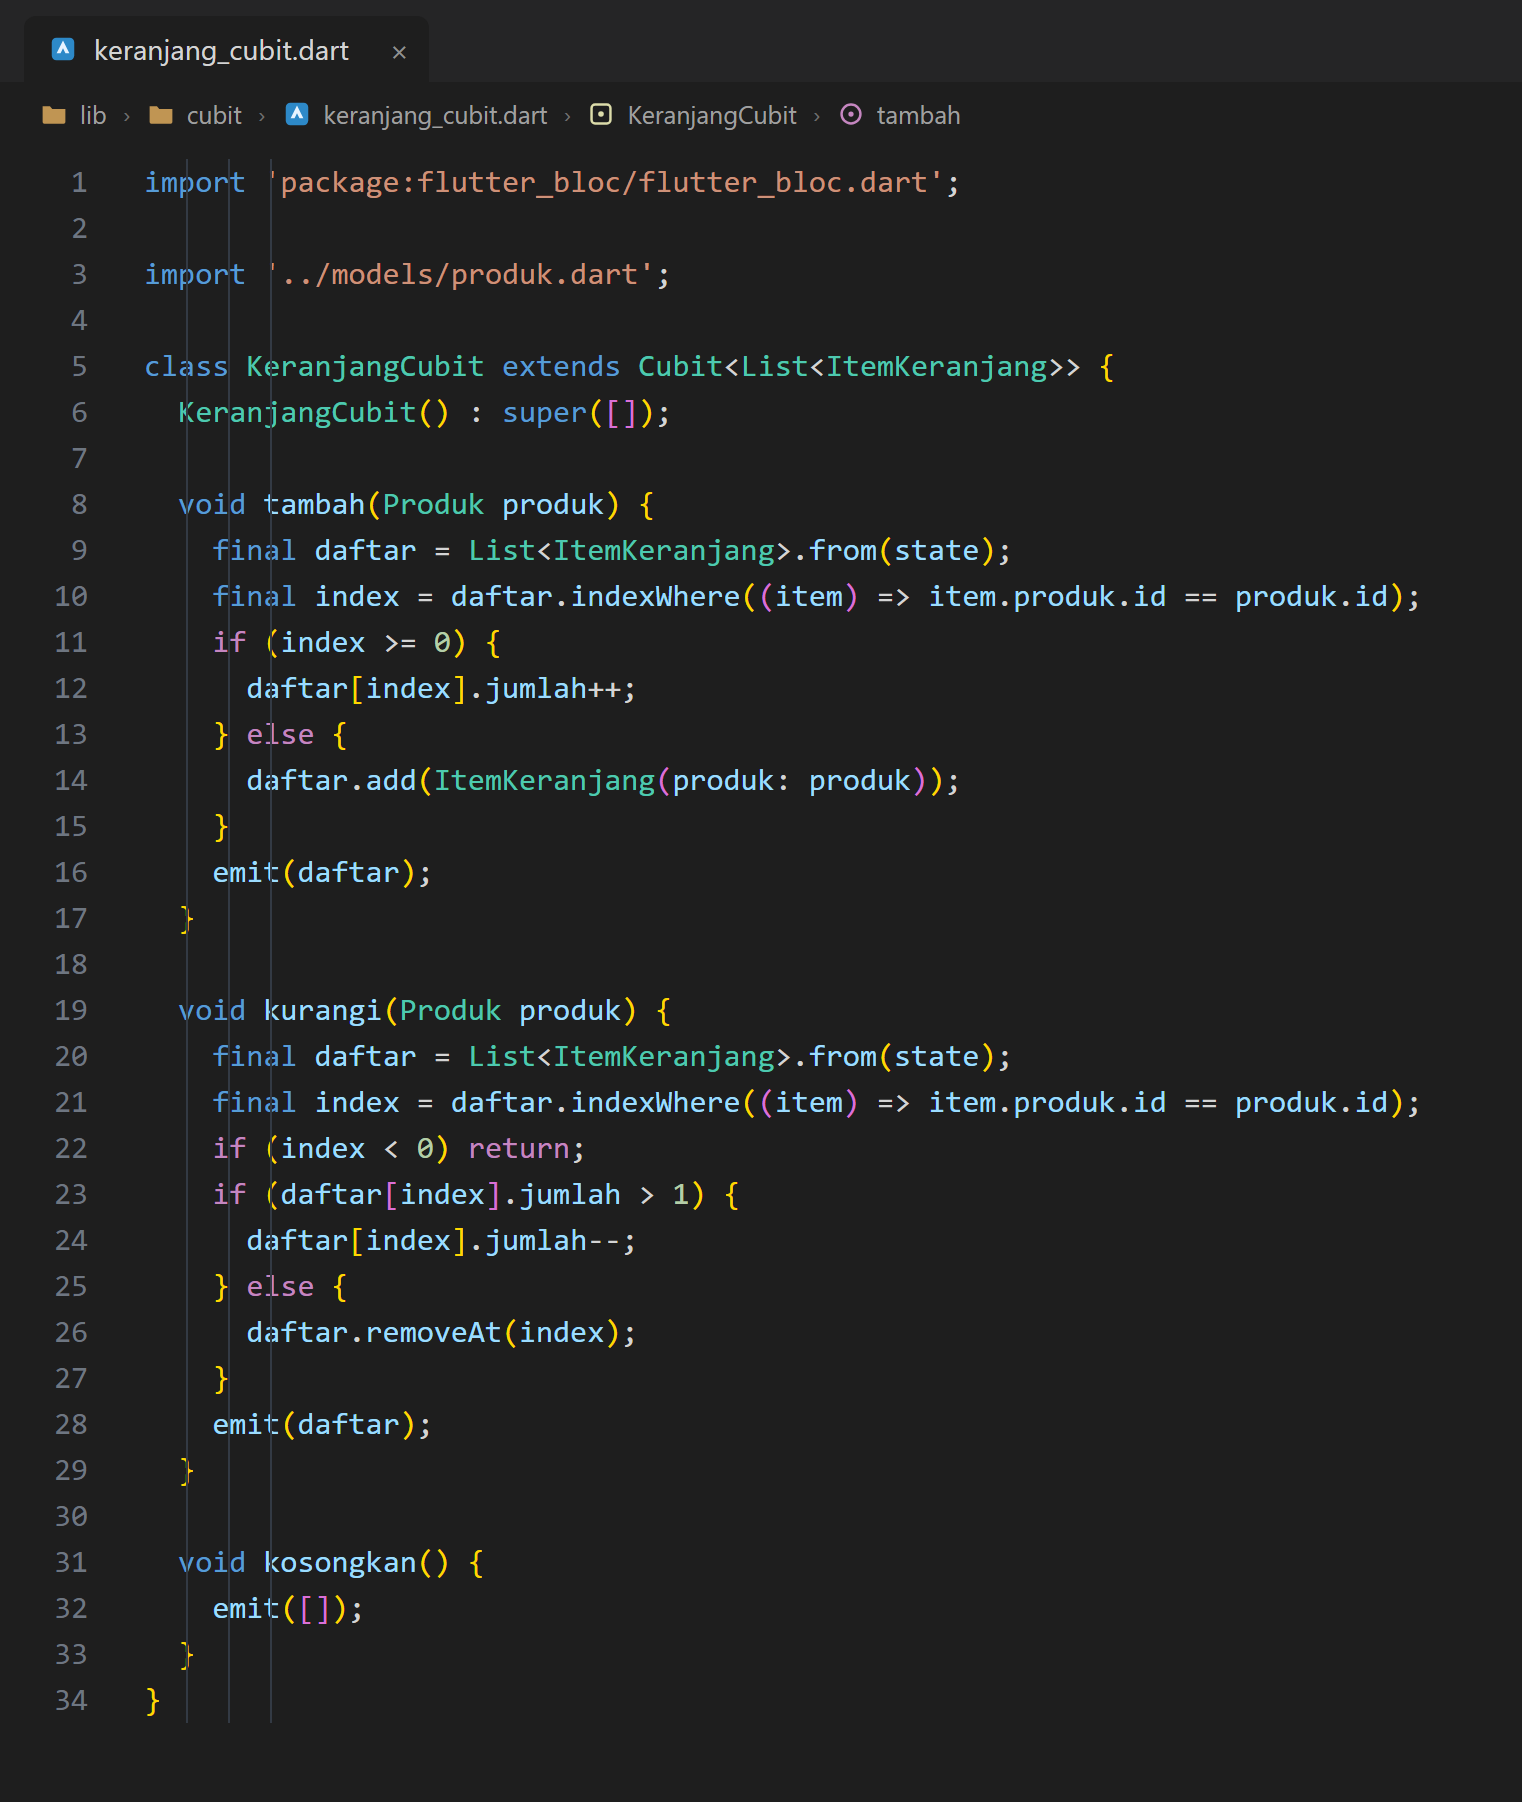 keranjang_cubit.dart ×
lib › cubit › keranjang_cubit.dart › KeranjangCubit › tambah
1 import 'package:flutter_bloc/flutter_bloc.dart';
2
3 import '../models/produk.dart';
4
5 class KeranjangCubit extends Cubit<List<ItemKeranjang>> {
6   KeranjangCubit() : super([]);
7
8   void tambah(Produk produk) {
9     final daftar = List<ItemKeranjang>.from(state);
10     final index = daftar.indexWhere((item) => item.produk.id == produk.id);
11     if (index >= 0) {
12       daftar[index].jumlah++;
13     } else {
14       daftar.add(ItemKeranjang(produk: produk));
15     }
16     emit(daftar);
17   }
18
19   void kurangi(Produk produk) {
20     final daftar = List<ItemKeranjang>.from(state);
21     final index = daftar.indexWhere((item) => item.produk.id == produk.id);
22     if (index < 0) return;
23     if (daftar[index].jumlah > 1) {
24       daftar[index].jumlah--;
25     } else {
26       daftar.removeAt(index);
27     }
28     emit(daftar);
29   }
30
31   void kosongkan() {
32     emit([]);
33   }
34 }